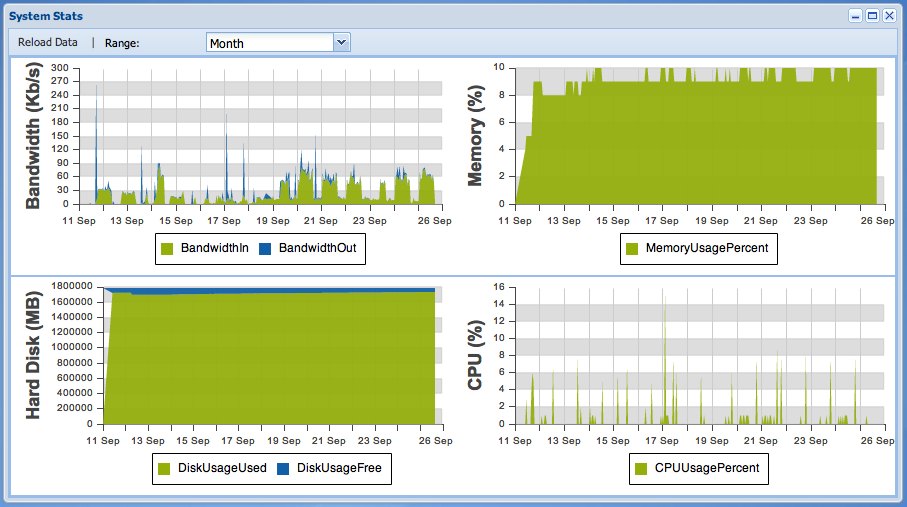 System Stats
Reload Data | Range: Month
Bandwidth (Kb/s)
300
270
240
210
180
150
120
90
60
30
0
11 Sep 13 Sep 15 Sep 17 Sep 19 Sep 21 Sep 23 Sep 26 Sep
BandwidthIn BandwidthOut
Memory (%)
10
8
6
4
2
0
11 Sep 13 Sep 15 Sep 17 Sep 19 Sep 21 Sep 23 Sep 26 Sep
MemoryUsagePercent
Hard Disk (MB)
1800000
1600000
1400000
1200000
1000000
800000
600000
400000
200000
0
11 Sep 13 Sep 15 Sep 17 Sep 19 Sep 21 Sep 23 Sep 26 Sep
DiskUsageUsed DiskUsageFree
CPU (%)
16
14
12
10
8
6
4
2
0
11 Sep 13 Sep 15 Sep 17 Sep 19 Sep 21 Sep 23 Sep 26 Sep
CPUUsagePercent